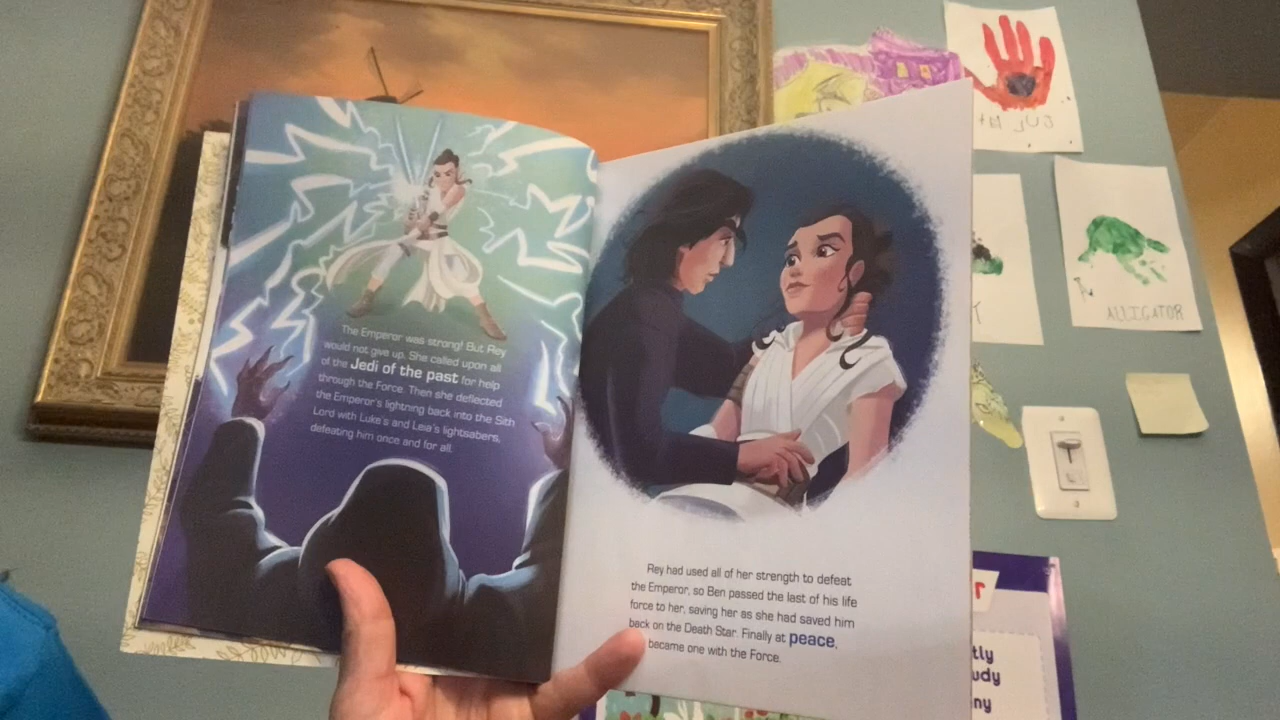 The Emperor was strong! But Rey
would not give up. She called upon all
of the Jedi of the past for help
through the Force. Then she deflected
the Emperor's lightning back into the Sith
Lord with Luke's and Leia's lightsabers,
defeating him once and for all.
Rey had used all of her strength to defeat
the Emperor, so Ben passed the last of his life
force to her, saving her as she had saved him
back on the Death Star. Finally at peace,
became one with the Force.
ALLIGATOR
tly
udy
ny